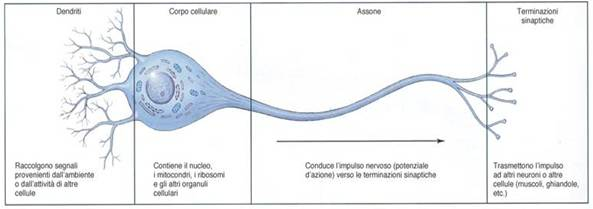 Dendriti
Corpo cellulare
Assone
Terminazioni
sinaptiche
Raccolgono segnali
provenienti dall'ambiente
o dall'attività di altre
cellule
Contiene il nucleo,
i mitocondri, i ribosomi
e gli altri organuli
cellulari
Conduce l'impulso nervoso (potenziale
d'azione) verso le terminazioni sinaptiche
Trasmettono l'impulso
ad altri neuroni o altre
cellule (muscoli, ghiandole,
etc.)